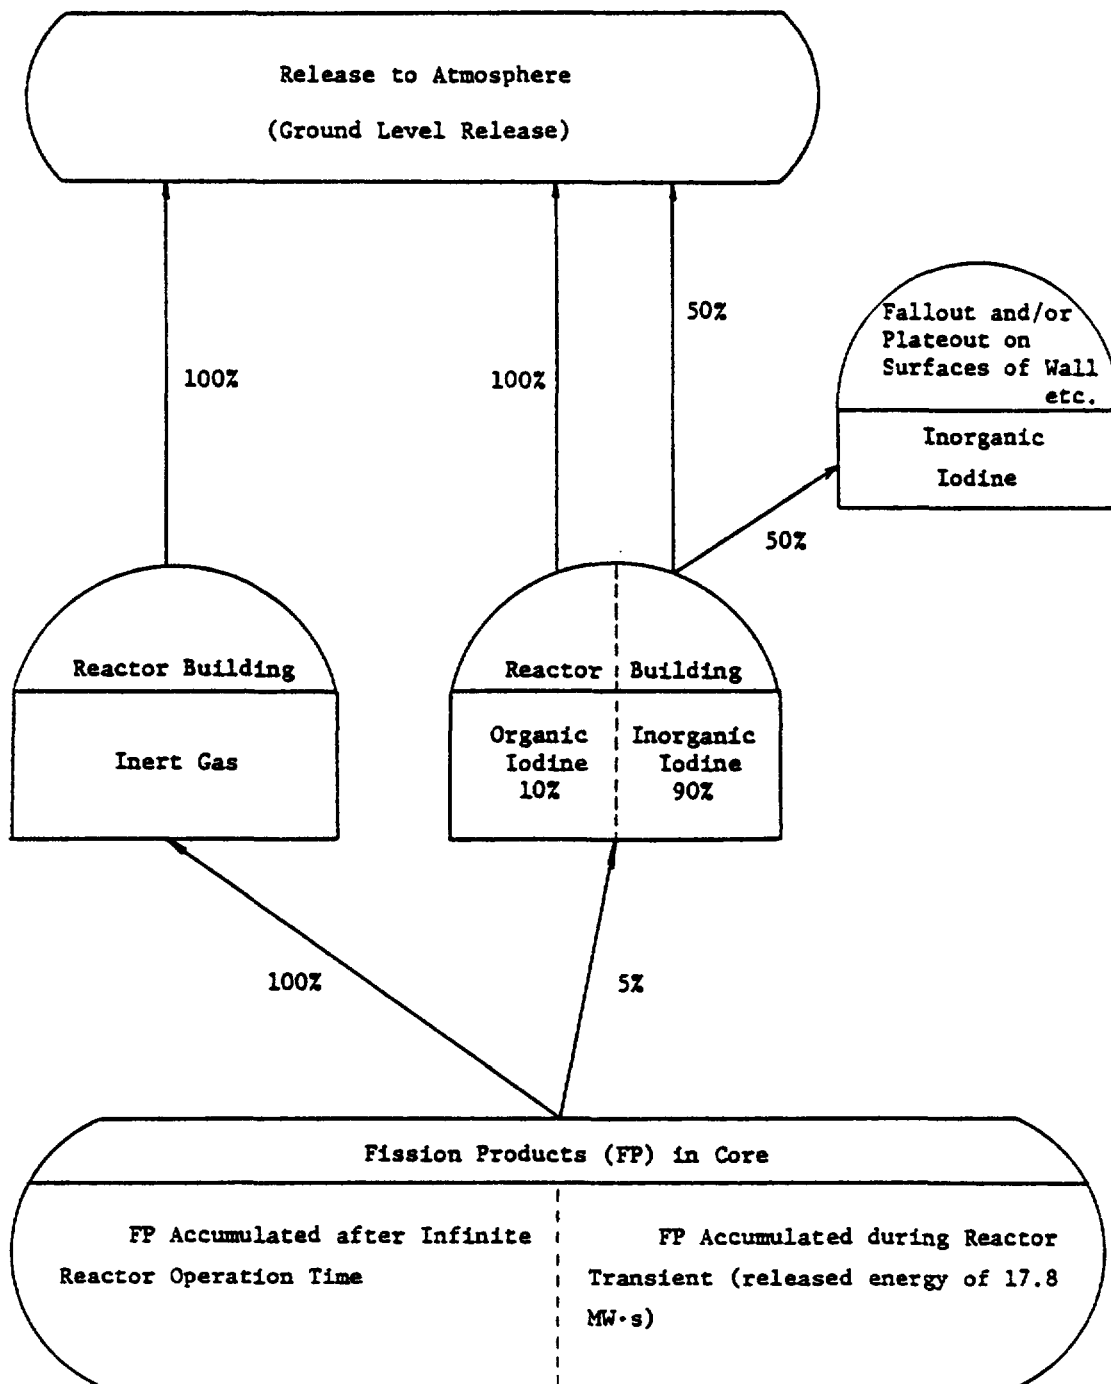 Release to Atmosphere
(Ground Level Release)
50%
Fallout and/or
Plateout on
Surfaces of Wall
etc.
100%
100%
Inorganic
Iodine
50%
Reactor Building
Reactor Building
Inert Gas
Organic
Iodine
10%
Inorganic
Iodine
90%
100%
5%
Fission Products (FP) in Core
FP Accumulated after Infinite
Reactor Operation Time
FP Accumulated during Reactor
Transient (released energy of 17.8
MW·s)